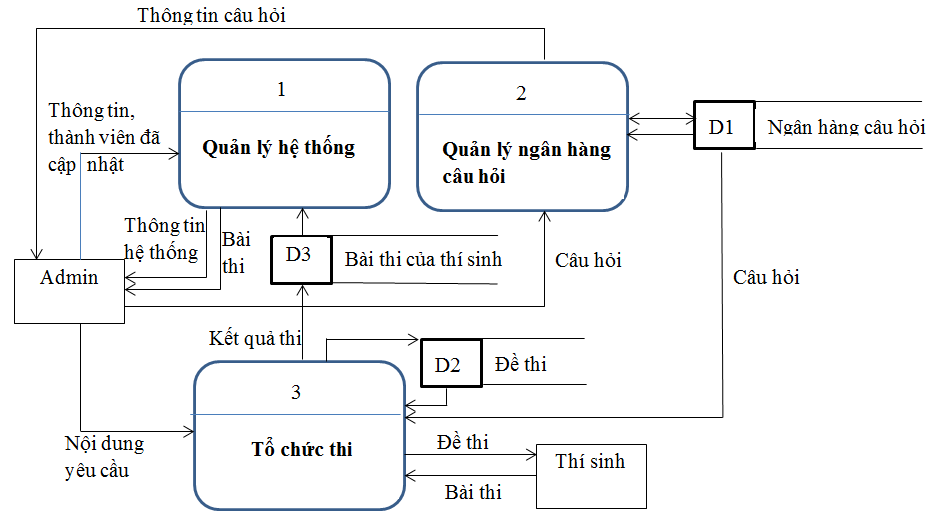 Thông tin câu hỏi
1
Quản lý hệ thống
2
Quản lý ngân hàng
câu hỏi
D1
Ngân hàng câu hỏi
Thông tin,
thành viên đã
cập nhật
Thông tin
hệ thống
Bài
thi
D3
Bài thi của thí sinh
Câu hỏi
Câu hỏi
Admin
Kết quả thi
D2
Đề thi
3
Tổ chức thi
Nội dung
yêu cầu
Đề thi
Bài thi
Thí sinh